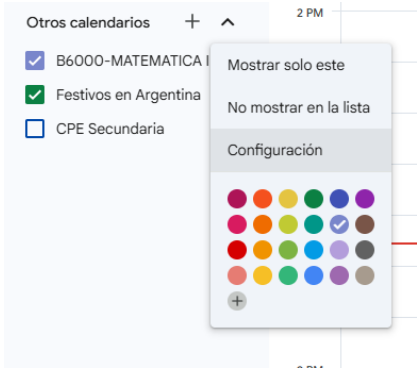 Otros calendarios
2 PM
B6000-MATEMATICA I
Festivos en Argentina
CPE Secundaria
Mostrar solo este
No mostrar en la lista
Configuración